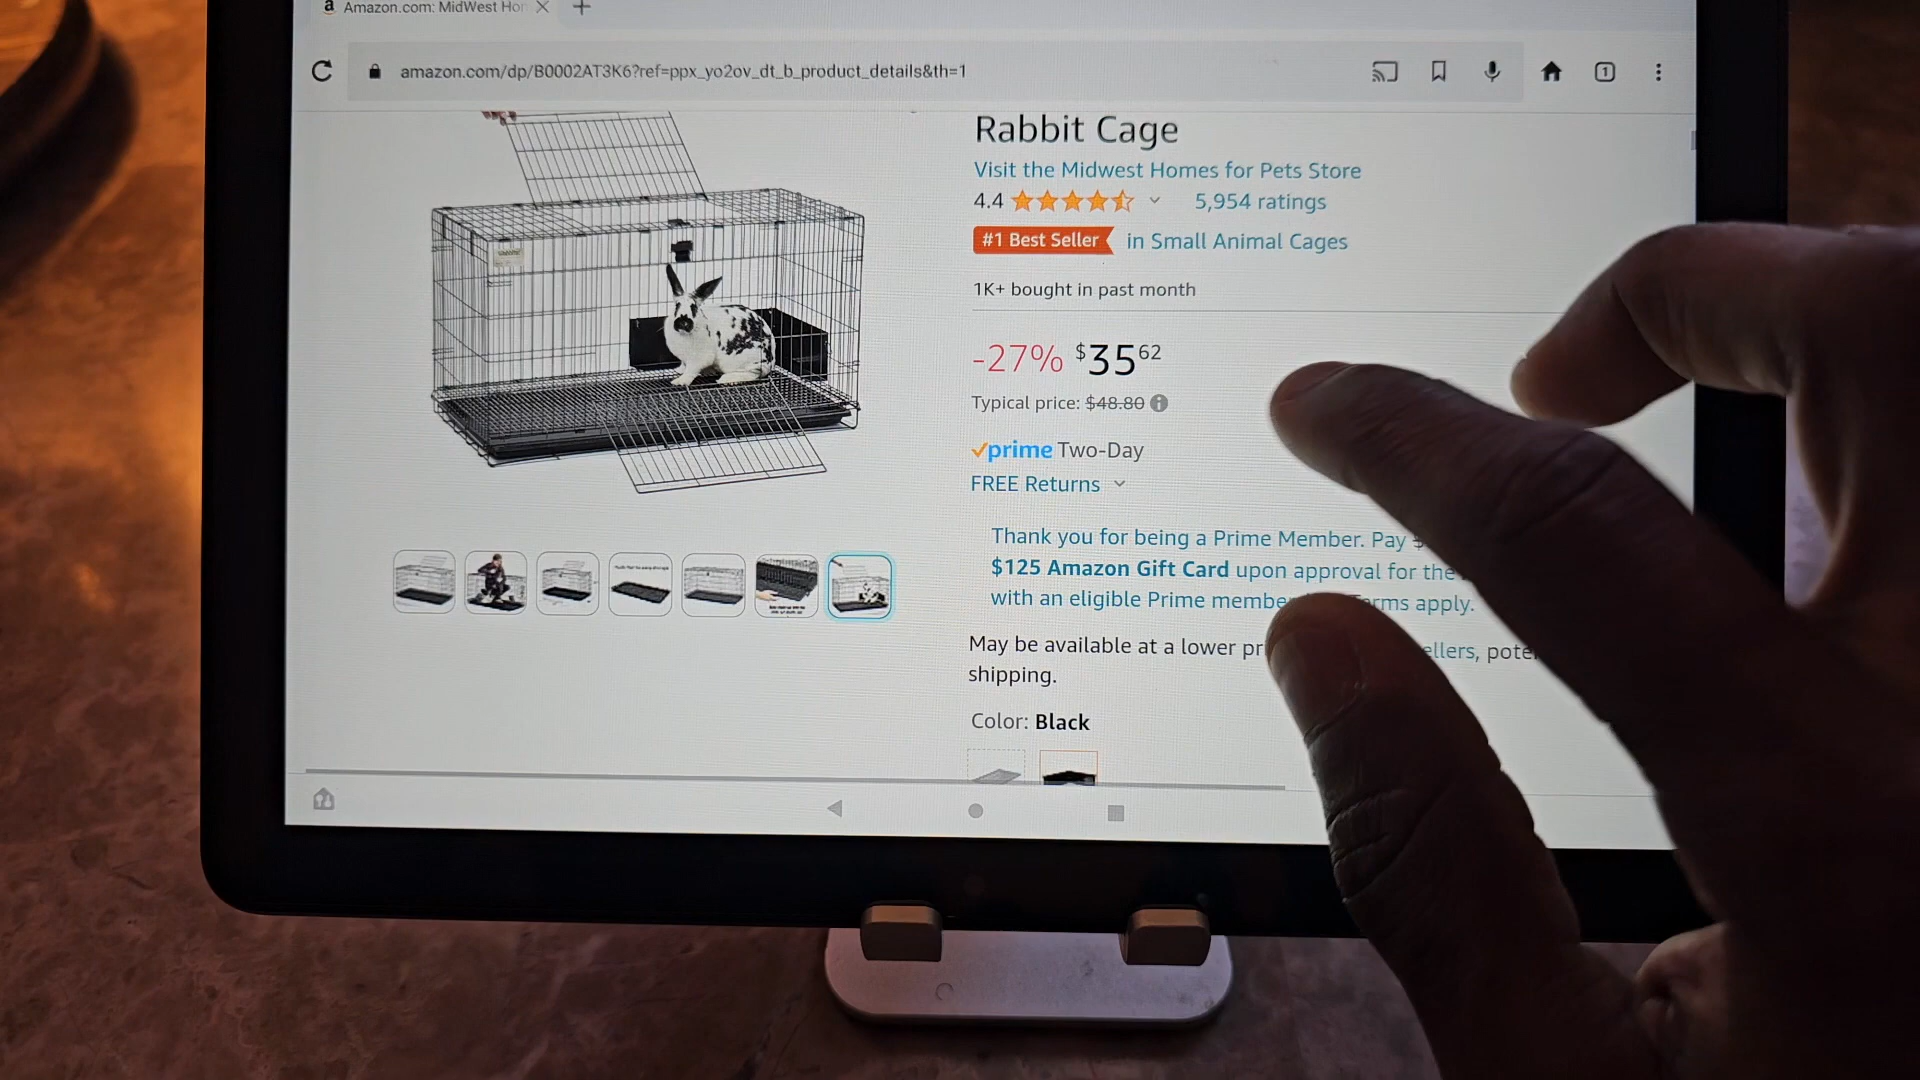 a Amazon.com: MidWest Hor
amazon.com/dp/B0002AT3K6?ref=ppx_yo2ov_dt_b_product_details&th=1
1
Rabbit Cage
Visit the Midwest Homes for Pets Store
4.4
5,954 ratings
#1 Best Seller in Small Animal Cages
1K+ bought in past month
-27% $35 62
Typical price: $48.80
prime Two-Day
FREE Returns
Thank you for being a Prime Member. Pay $
$125 Amazon Gift Card upon approval for the
with an eligible Prime member rms apply.
May be available at a lower pr ellers, poter
shipping.
Color: Black